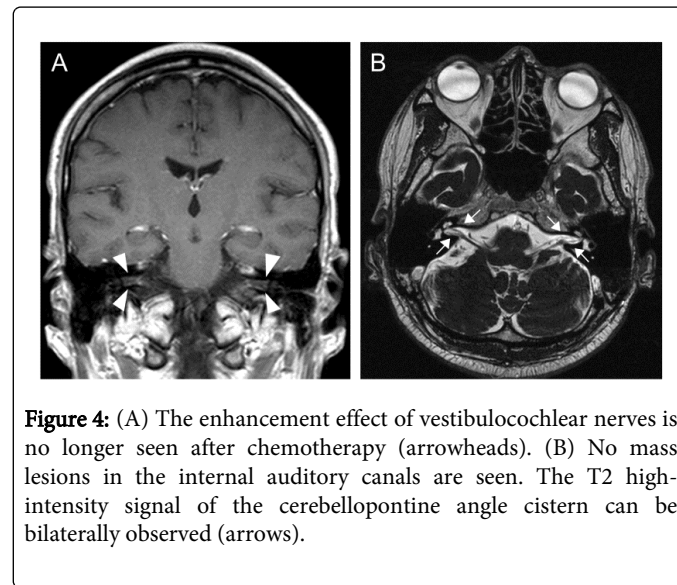 A
B
Figure 4: (A) The enhancement effect of vestibulocochlear nerves is
no longer seen after chemotherapy (arrowheads). (B) No mass
lesions in the internal auditory canals are seen. The T2 high-
intensity signal of the cerebellopontine angle cistern can be
bilaterally observed (arrows).